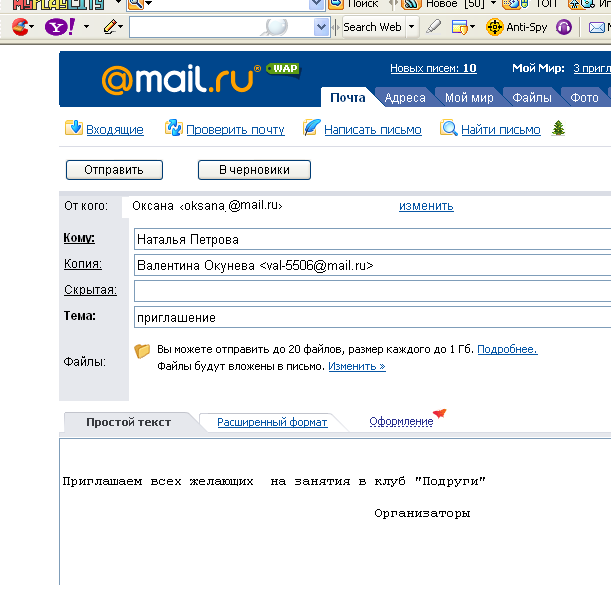 MyPlayCity Поиск Новое [50] ТОП
Y! Search Web Anti-Spy
@mail.ru® WAP Новых писем: 10 Мой Мир:
Почта Адреса Мой мир Файлы Фото
Входящие Проверить почту Написать письмо Найти письмо
Отправить В черновики
От кого: Оксана <oksana @mail.ru> изменить
Кому: Наталья Петрова
Копия: Валентина Окунева <val-5506@mail.ru>
Скрытая:
Тема: приглашение
Файлы: Вы можете отправить до 20 файлов, размер каждого до 1 Гб. Подробнее.
Файлы будут вложены в письмо. Изменить »
Простой текст Расширенный формат Оформление
Приглашаем всех желающих на занятия в клуб "Подруги"
Организаторы